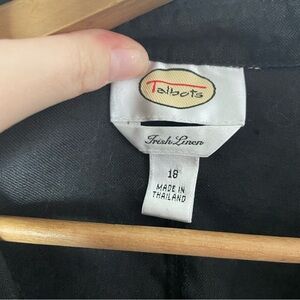 Talbots
Irish Linen
18
MADE IN
THAILAND